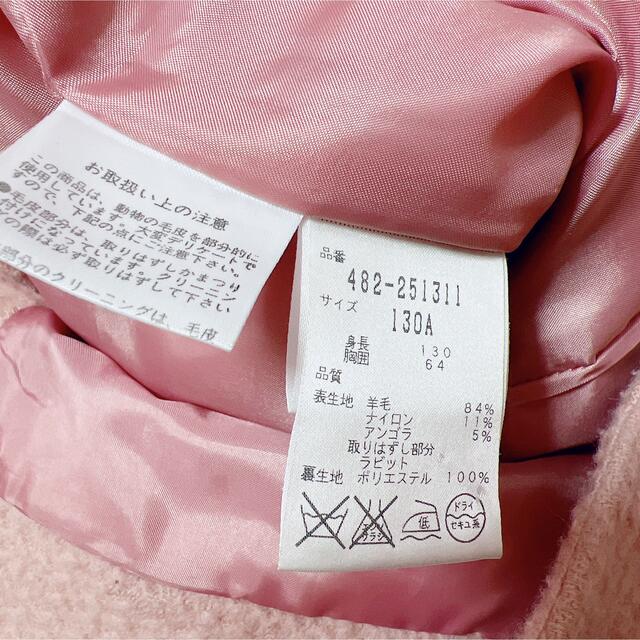 お取扱い上の注意
この商品は、動物の毛皮を部分的に
使用しています。大変デリケートで
すので、下記の点にご注意下さい。
●毛皮部分は、取りはずしかまつり
付けになっています。クリーニン
グの際は必ず取りはずして下さい
部分のクリーニングは、毛皮
品番
482-251311
サイズ
130A
身長 130
胸囲 64
品質
表生地 羊毛 84%
ナイロン 11%
アンゴラ 5%
取りはずし部分
ラビット
裏生地 ポリエステル 100%
エンソサラシ
低
ドライ
セキユ系